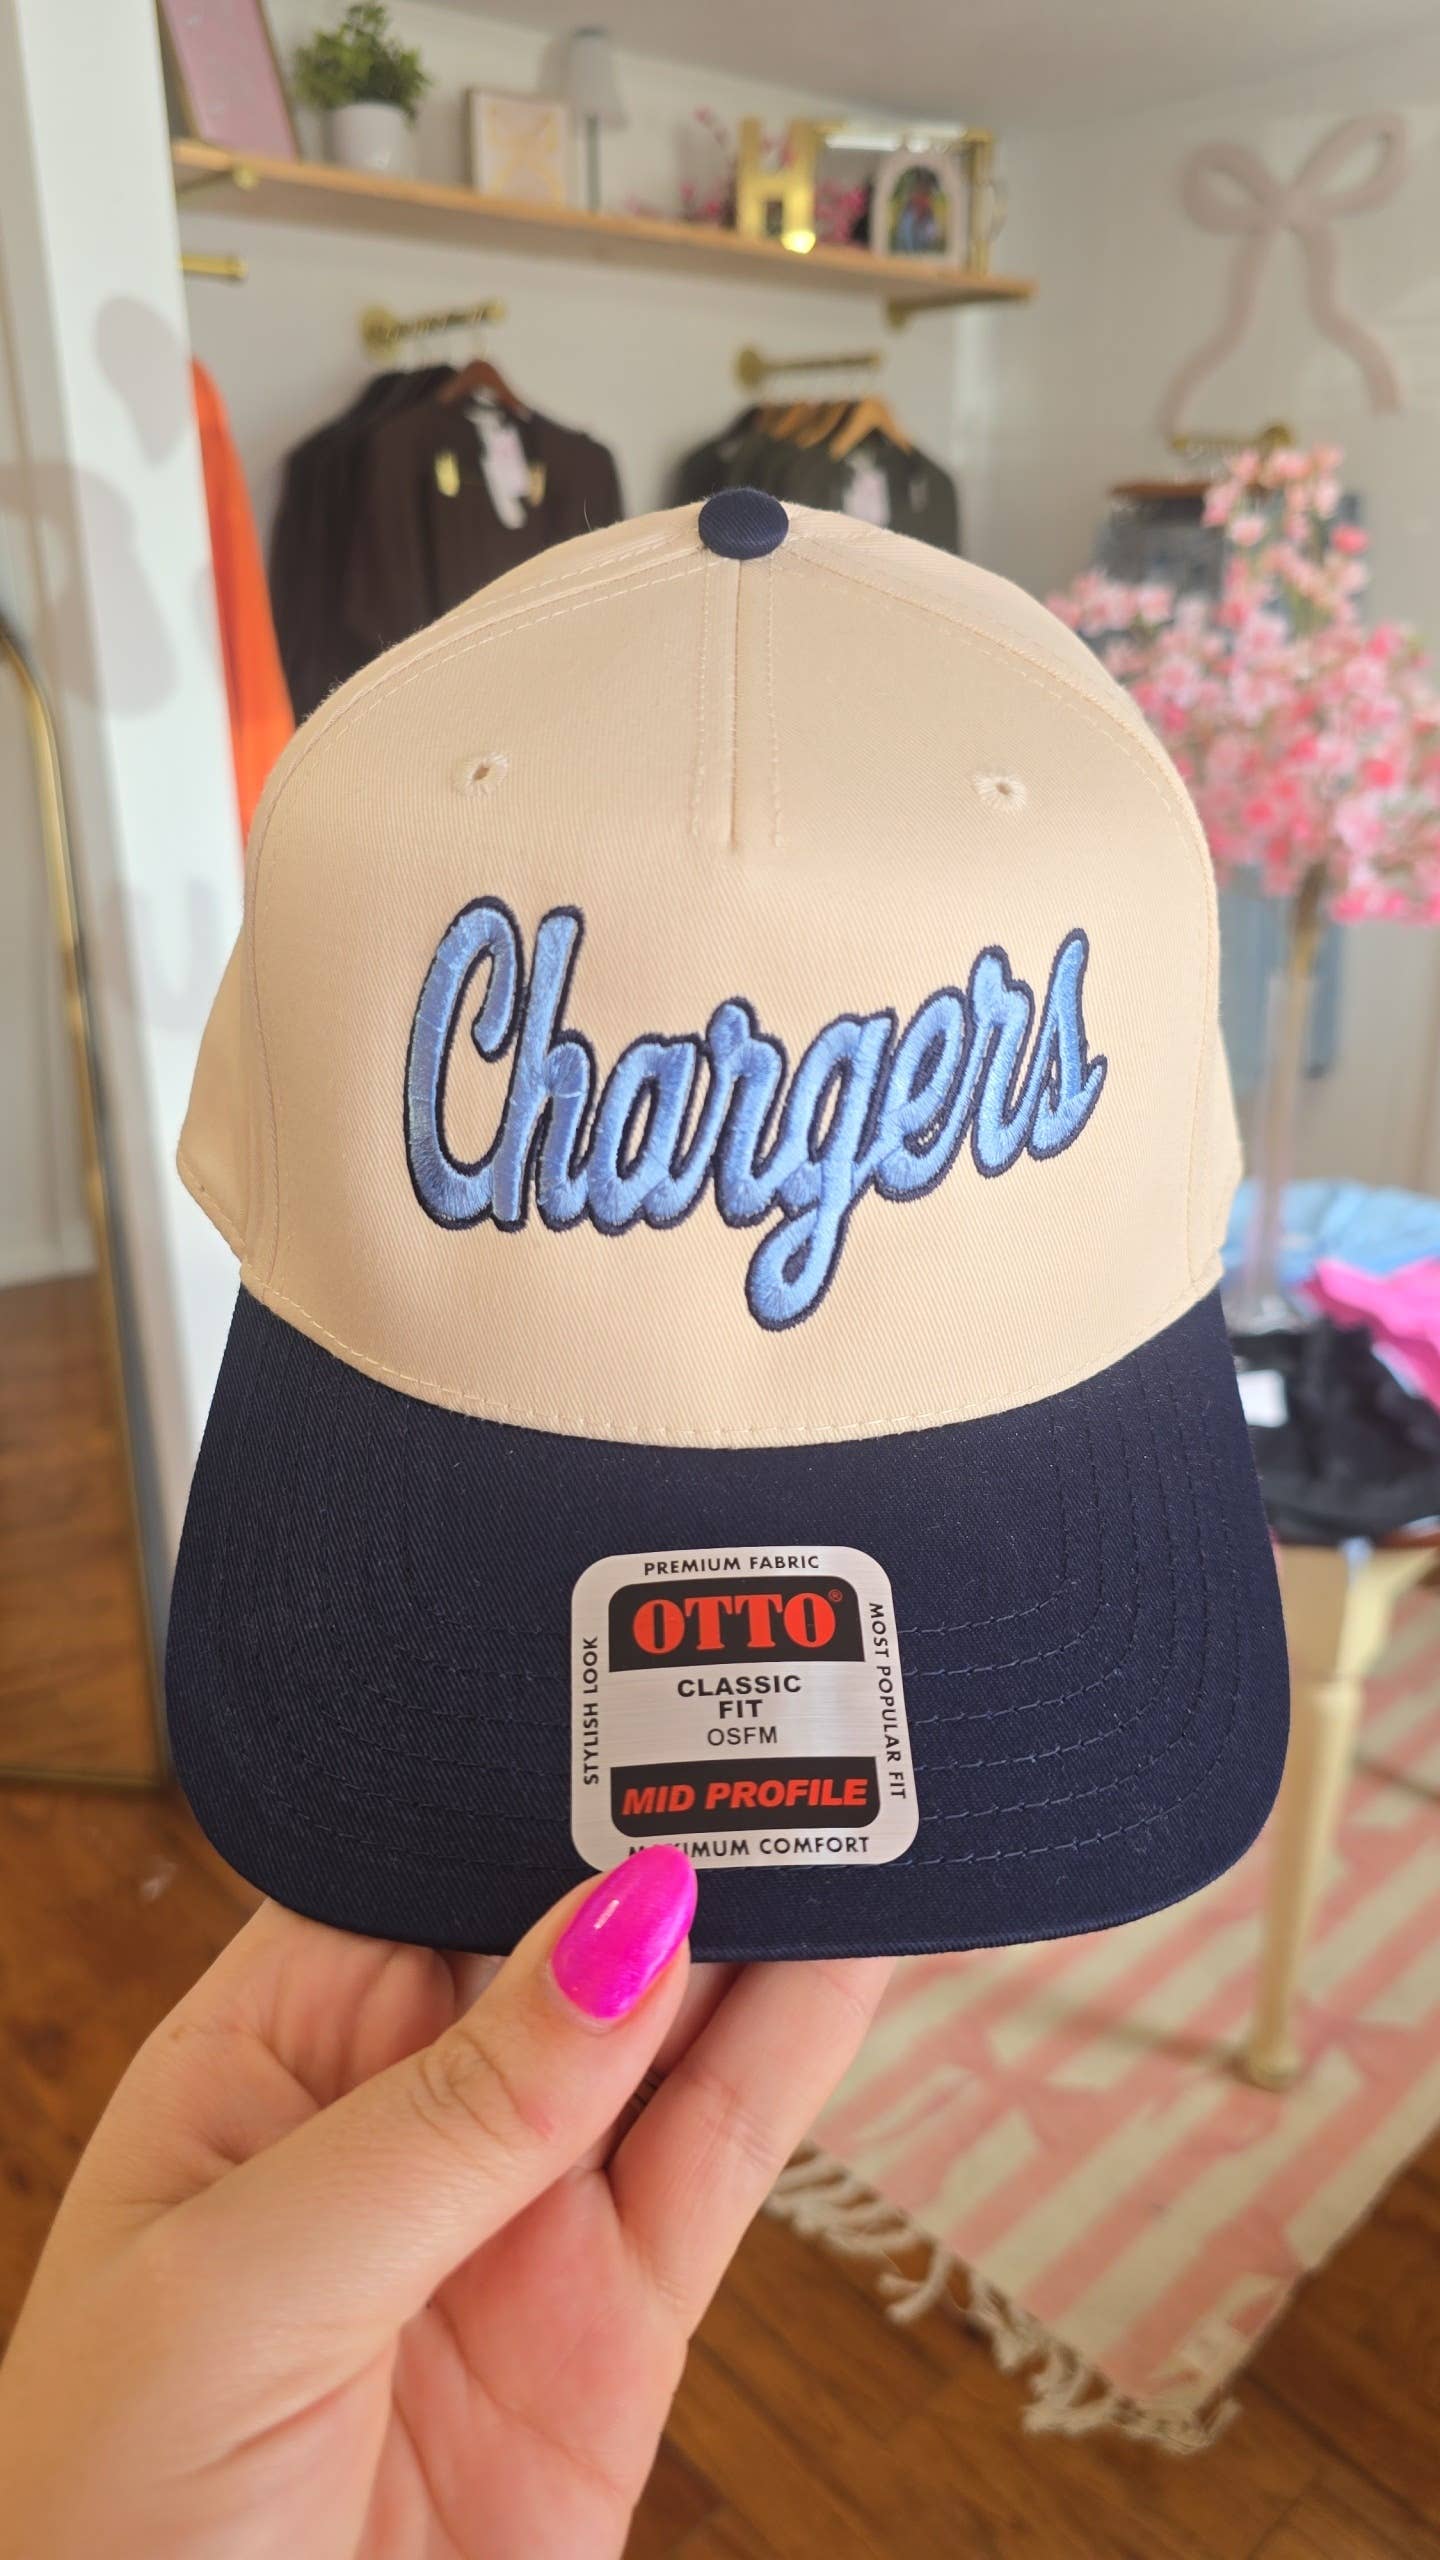 H
Chargers
PREMIUM FABRIC
OTTO®
STYLISH LOOK
MOST POPULAR FIT
CLASSIC
FIT
OSFM
MID PROFILE
MAXIMUM COMFORT